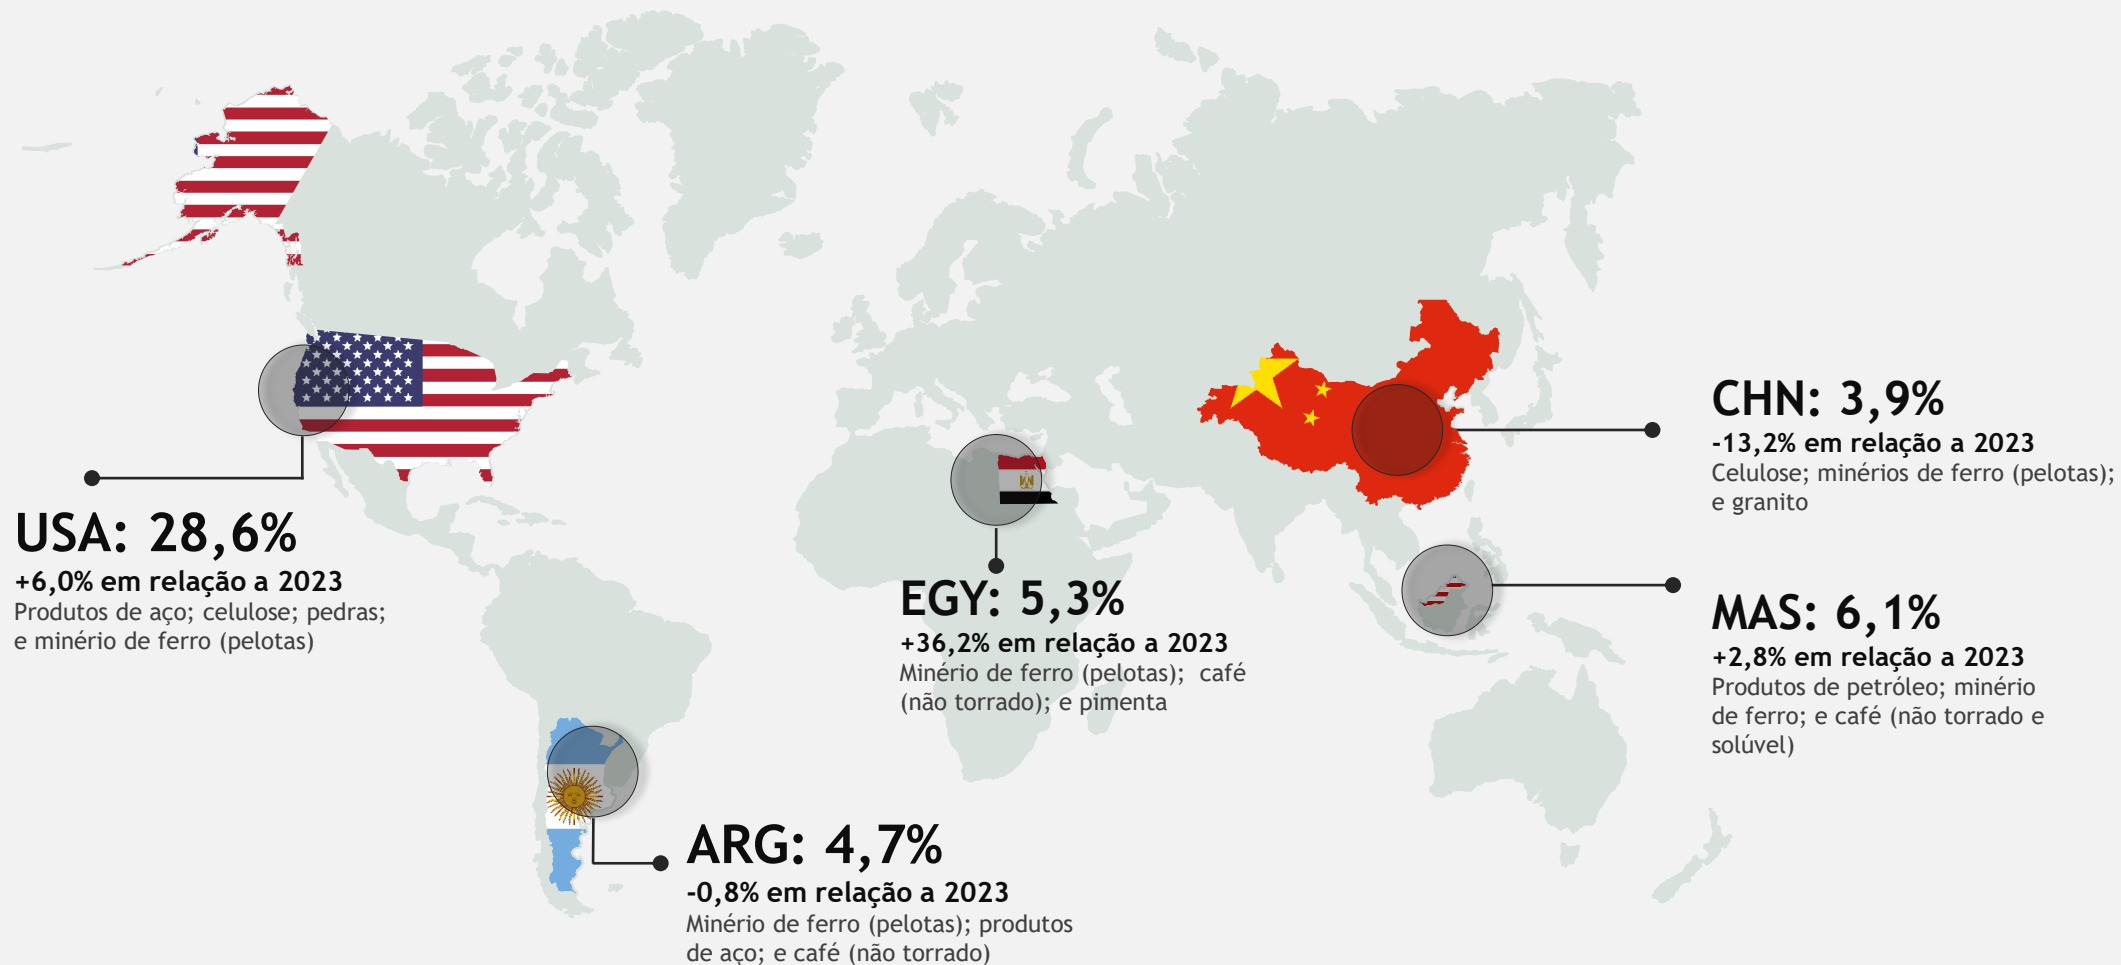 USA: 28,6%
+6,0% em relação a 2023
Produtos de aço; celulose; pedras;
e minério de ferro (pelotas)
ARG: 4,7%
-0,8% em relação a 2023
Minério de ferro (pelotas); produtos
de aço; e café (não torrado)
EGY: 5,3%
+36,2% em relação a 2023
Minério de ferro (pelotas); café
(não torrado); e pimenta
CHN: 3,9%
-13,2% em relação a 2023
Celulose; minérios de ferro (pelotas);
e granito
MAS: 6,1%
+2,8% em relação a 2023
Produtos de petróleo; minério
de ferro; e café (não torrado e
solúvel)